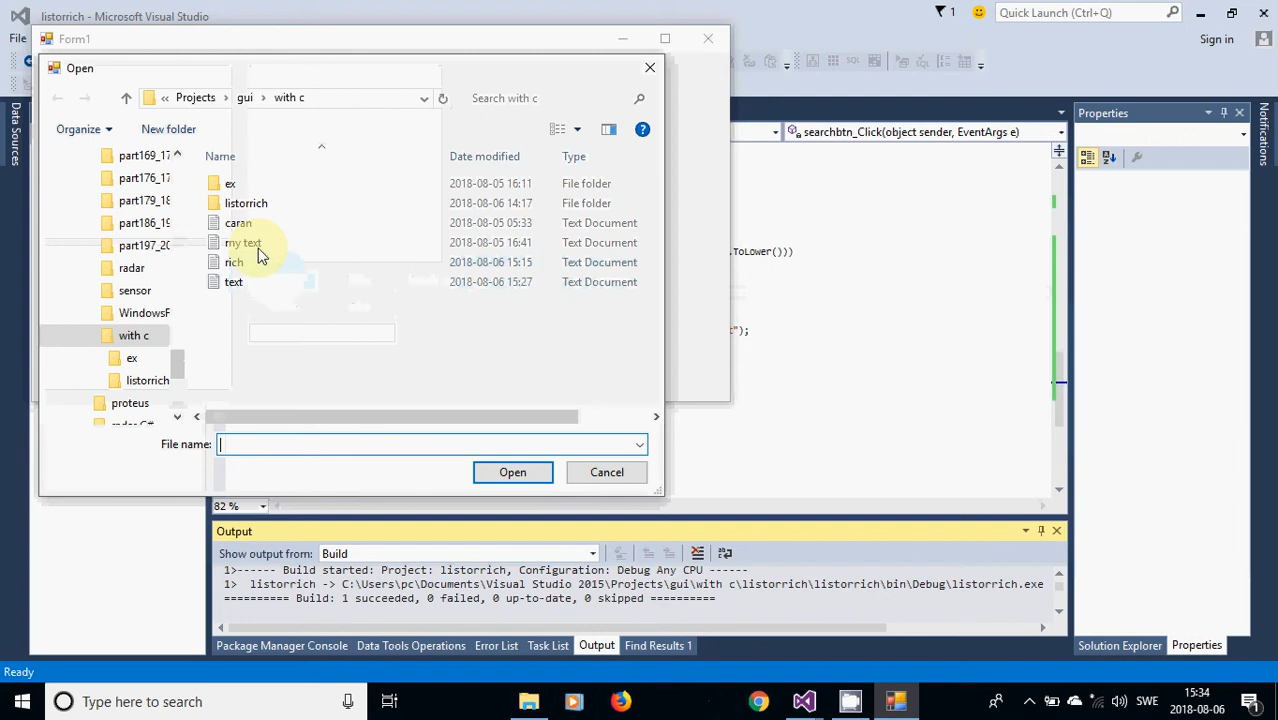 listorrich - Microsoft Visual Studio
1
Quick Launch (Ctrl+Q)
File
Form1
Sign in
Open
Projects
gui
with c
Search with c
Organize
New folder
Data Sources
searchbtn_Click(object sender, EventArgs e)
Properties
Notifications
Name
Date modified
Type
part169_17
part176_17
part179_18
part186_19
part197_20
radar
sensor
WindowsF
with c
ex
listorrich
proteus
ex 2018-08-05 16:11 File folder
listorrich 2018-08-06 14:17 File folder
caran 2018-08-05 05:33 Text Document
my text 2018-08-05 16:41 Text Document
rich 2018-08-06 15:15 Text Document
text 2018-08-06 15:27 Text Document
.ToLower()))
t");
File name:
Open
Cancel
82 %
Output
Show output from: Build
1>------ Build started: Project: listorrich, Configuration: Debug Any CPU ------
1> listorrich -> C:\Users\pc\Documents\Visual Studio 2015\Projects\gui\with c\listorrich\listorrich\bin\Debug\listorrich.exe
========== Build: 1 succeeded, 0 failed, 0 up-to-date, 0 skipped ==========
Package Manager Console
Data Tools Operations
Error List
Task List
Output
Find Results 1
Solution Explorer
Properties
Ready
Type here to search
SWE
15:34
2018-08-06
1